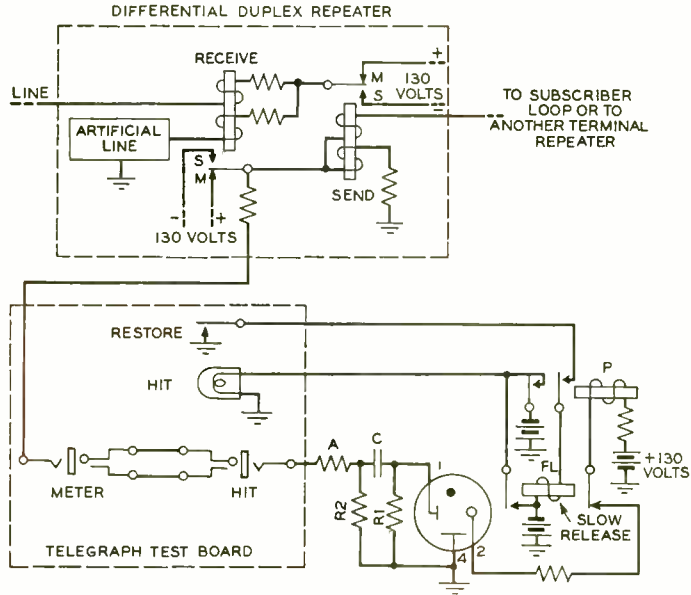 DIFFERENTIAL DUPLEX REPEATER
RECEIVE
+
M
130
VOLTS
S
−
LINE
ARTIFICIAL
LINE
TO SUBSCRIBER
LOOP OR TO
ANOTHER TERMINAL
REPEATER
S
M
SEND
- +
130 VOLTS
RESTORE
HIT
P
+130
VOLTS
A
C
1
FL
METER
HIT
R2
R1
SLOW
RELEASE
4
2
TELEGRAPH TEST BOARD